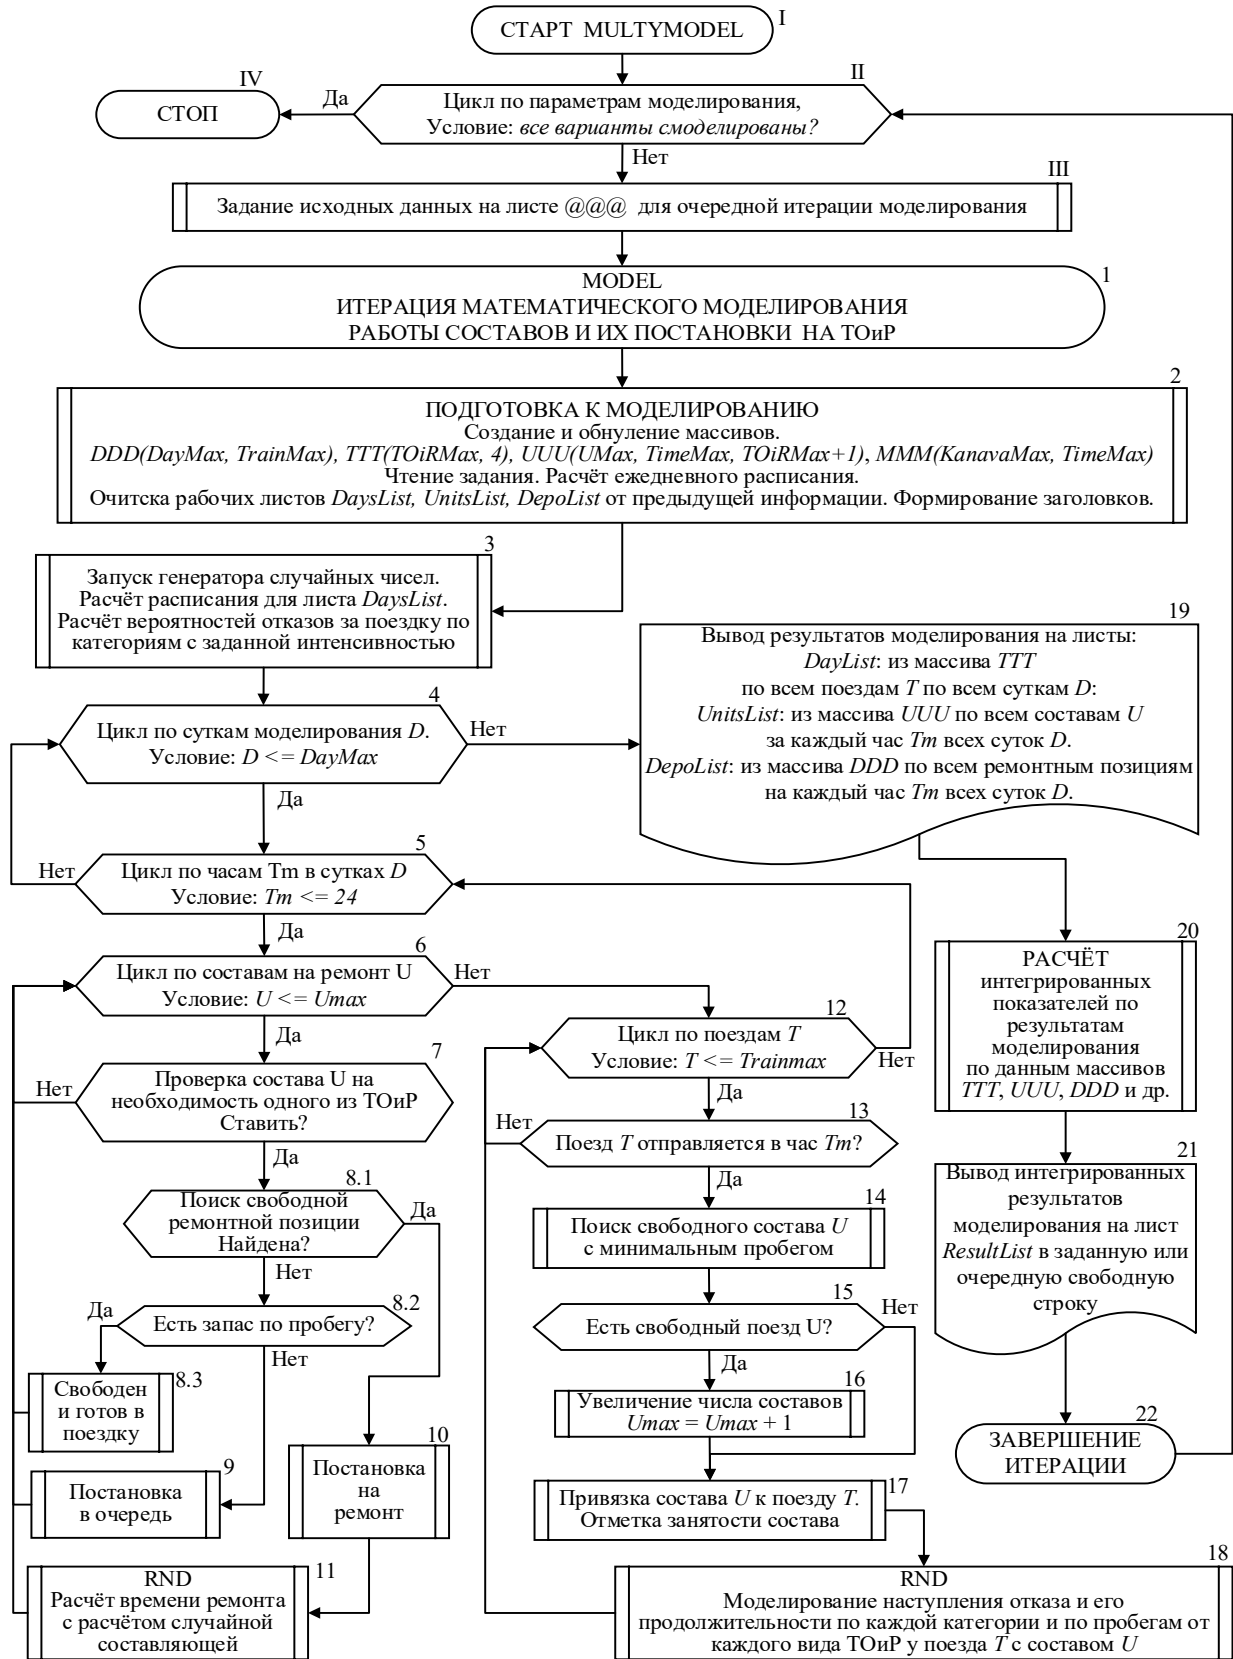 СТАРТ MULTYMODEL
I
IV
СТОП
Да
II
Цикл по параметрам моделирования,
Условие: все варианты смоделированы?
Нет
III
Задание исходных данных на листе @@@ для очередной итерации моделирования
1
MODEL
ИТЕРАЦИЯ МАТЕМАТИЧЕСКОГО МОДЕЛИРОВАНИЯ
РАБОТЫ СОСТАВОВ И ИХ ПОСТАНОВКИ НА ТОиР
2
ПОДГОТОВКА К МОДЕЛИРОВАНИЮ
Создание и обнуление массивов.
DDD(DayMax, TrainMax), TTT(TOiRMax, 4), UUU(UMax, TimeMax, TOiRMax+1), MMM(KanavaMax, TimeMax)
Чтение задания. Расчёт ежедневного расписания.
Очитска рабочих листов DaysList, UnitsList, DepoList от предыдущей информации. Формирование заголовков.
3
Запуск генератора случайных чисел.
Расчёт расписания для листа DaysList.
Расчёт вероятностей отказов за поездку по
категориям с заданной интенсивностью
4
Цикл по суткам моделирования D.
Условие: D <= DayMax
Нет
Да
5
Нет
Цикл по часам Tm в сутках D
Условие: Tm <= 24
Да
6
Цикл по составам на ремонт U
Условие: U <= Umax
Нет
Да
7
Нет
Проверка состава U на
необходимость одного из ТОиР
Ставить?
Да
8.1
Поиск свободной
ремонтной позиции
Найдена?
Да
Нет
8.2
Да
Есть запас по пробегу?
Нет
8.3
Свободен
и готов в
поездку
9
Постановка
в очередь
10
Постановка
на
ремонт
11
RND
Расчёт времени ремонта
с расчётом случайной
составляющей
12
Цикл по поездам T
Условие: T <= Trainmax
Нет
Да
13
Нет
Поезд T отправляется в час Tm?
Да
14
Поиск свободного состава U
с минимальным пробегом
15
Нет
Есть свободный поезд U?
Да
16
Увеличение числа составов
Umax = Umax + 1
17
Привязка состава U к поезду T.
Отметка занятости состава
18
RND
Моделирование наступления отказа и его
продолжительности по каждой категории и по пробегам от
каждого вида ТОиР у поезда T с составом U
19
Вывод результатов моделирования на листы:
DayList: из массива TTT
по всем поездам T по всем суткам D:
UnitsList: из массива UUU по всем составам U
за каждый час Tm всех суток D.
DepoList: из массива DDD по всем ремонтным позициям
на каждый час Tm всех суток D.
20
РАСЧЁТ
интегрированных
показателей по
результатам
моделирования
по данным массивов
TTT, UUU, DDD и др.
21
Вывод интегрированных
результатов
моделирования на лист
ResultList в заданную или
очередную свободную
строку
22
ЗАВЕРШЕНИЕ
ИТЕРАЦИИ